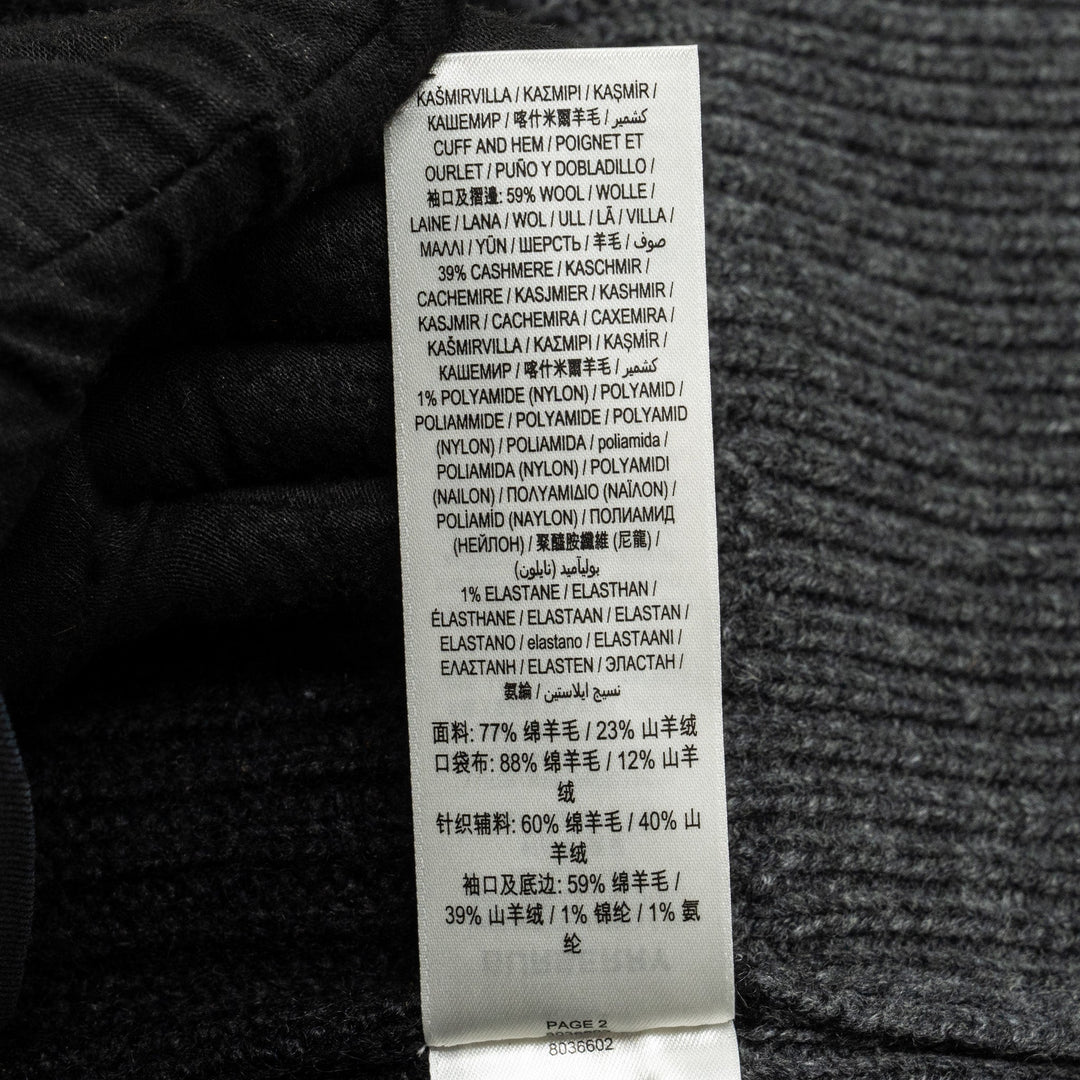 KAŠMIRVILLA / ΚΑΣΜΙΡΙ / KAŞMİR /
КАШЕМИР / 喀什米爾羊毛 / كشمير
CUFF AND HEM / POIGNET ET
OURLET / PUÑO Y DOBLADILLO /
袖口及摺邊: 59% WOOL / WOLLE /
LAINE / LANA / WOL / ULL / LÃ / VILLA /
ΜΑΛΛΙ / YÜN / ШЕРСТЬ / 羊毛 / صوف
39% CASHMERE / KASCHMIR /
CACHEMIRE / KASJMIER / KASHMIR /
KASJMIR / CACHEMIRA / CAXEMIRA /
KAŠMIRVILLA / ΚΑΣΜΙΡΙ / KAŞMİR /
КАШЕМИР / 喀什米爾羊毛 / كشمير
1% POLYAMIDE (NYLON) / POLYAMID /
POLIAMMIDE / POLYAMIDE / POLYAMID
(NYLON) / POLIAMIDA / poliamida /
POLIAMIDA (NYLON) / POLYAMIDI
(NAILON) / ΠΟΛΥΑΜΙΔΙΟ (ΝΑΪΛΟΝ) /
POLİAMİD (NAYLON) / ПОЛИАМИД
(НЕЙЛОН) / 聚醯胺纖維 (尼龍) /
بوليآميد (نايلون)
1% ELASTANE / ELASTHAN /
ÉLASTHANE / ELASTAAN / ELASTAN /
ELASTANO / elastano / ELASTAANI /
ΕΛΑΣΤΑΝΗ / ELASTEN / ЭЛАСТАН /
氨綸 / نسيج ايلاستين
面料: 77% 绵羊毛 / 23% 山羊绒
口袋布: 88% 绵羊毛 / 12% 山羊
绒
针织辅料: 60% 绵羊毛 / 40% 山
羊绒
袖口及底边: 59% 绵羊毛 /
39% 山羊绒 / 1% 锦纶 / 1% 氨
纶
BURBERRY
PAGE 2
8036602